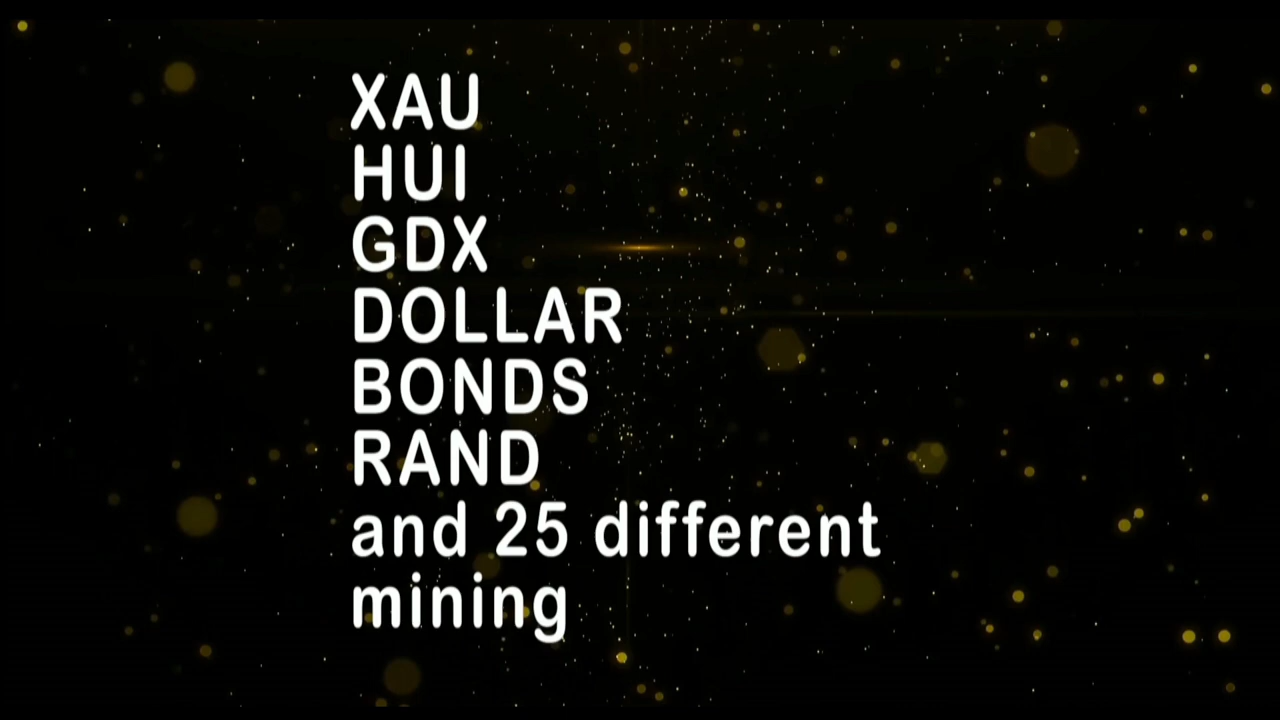 XAU
HUI
GDX
DOLLAR
BONDS
RAND
and 25 different
mining